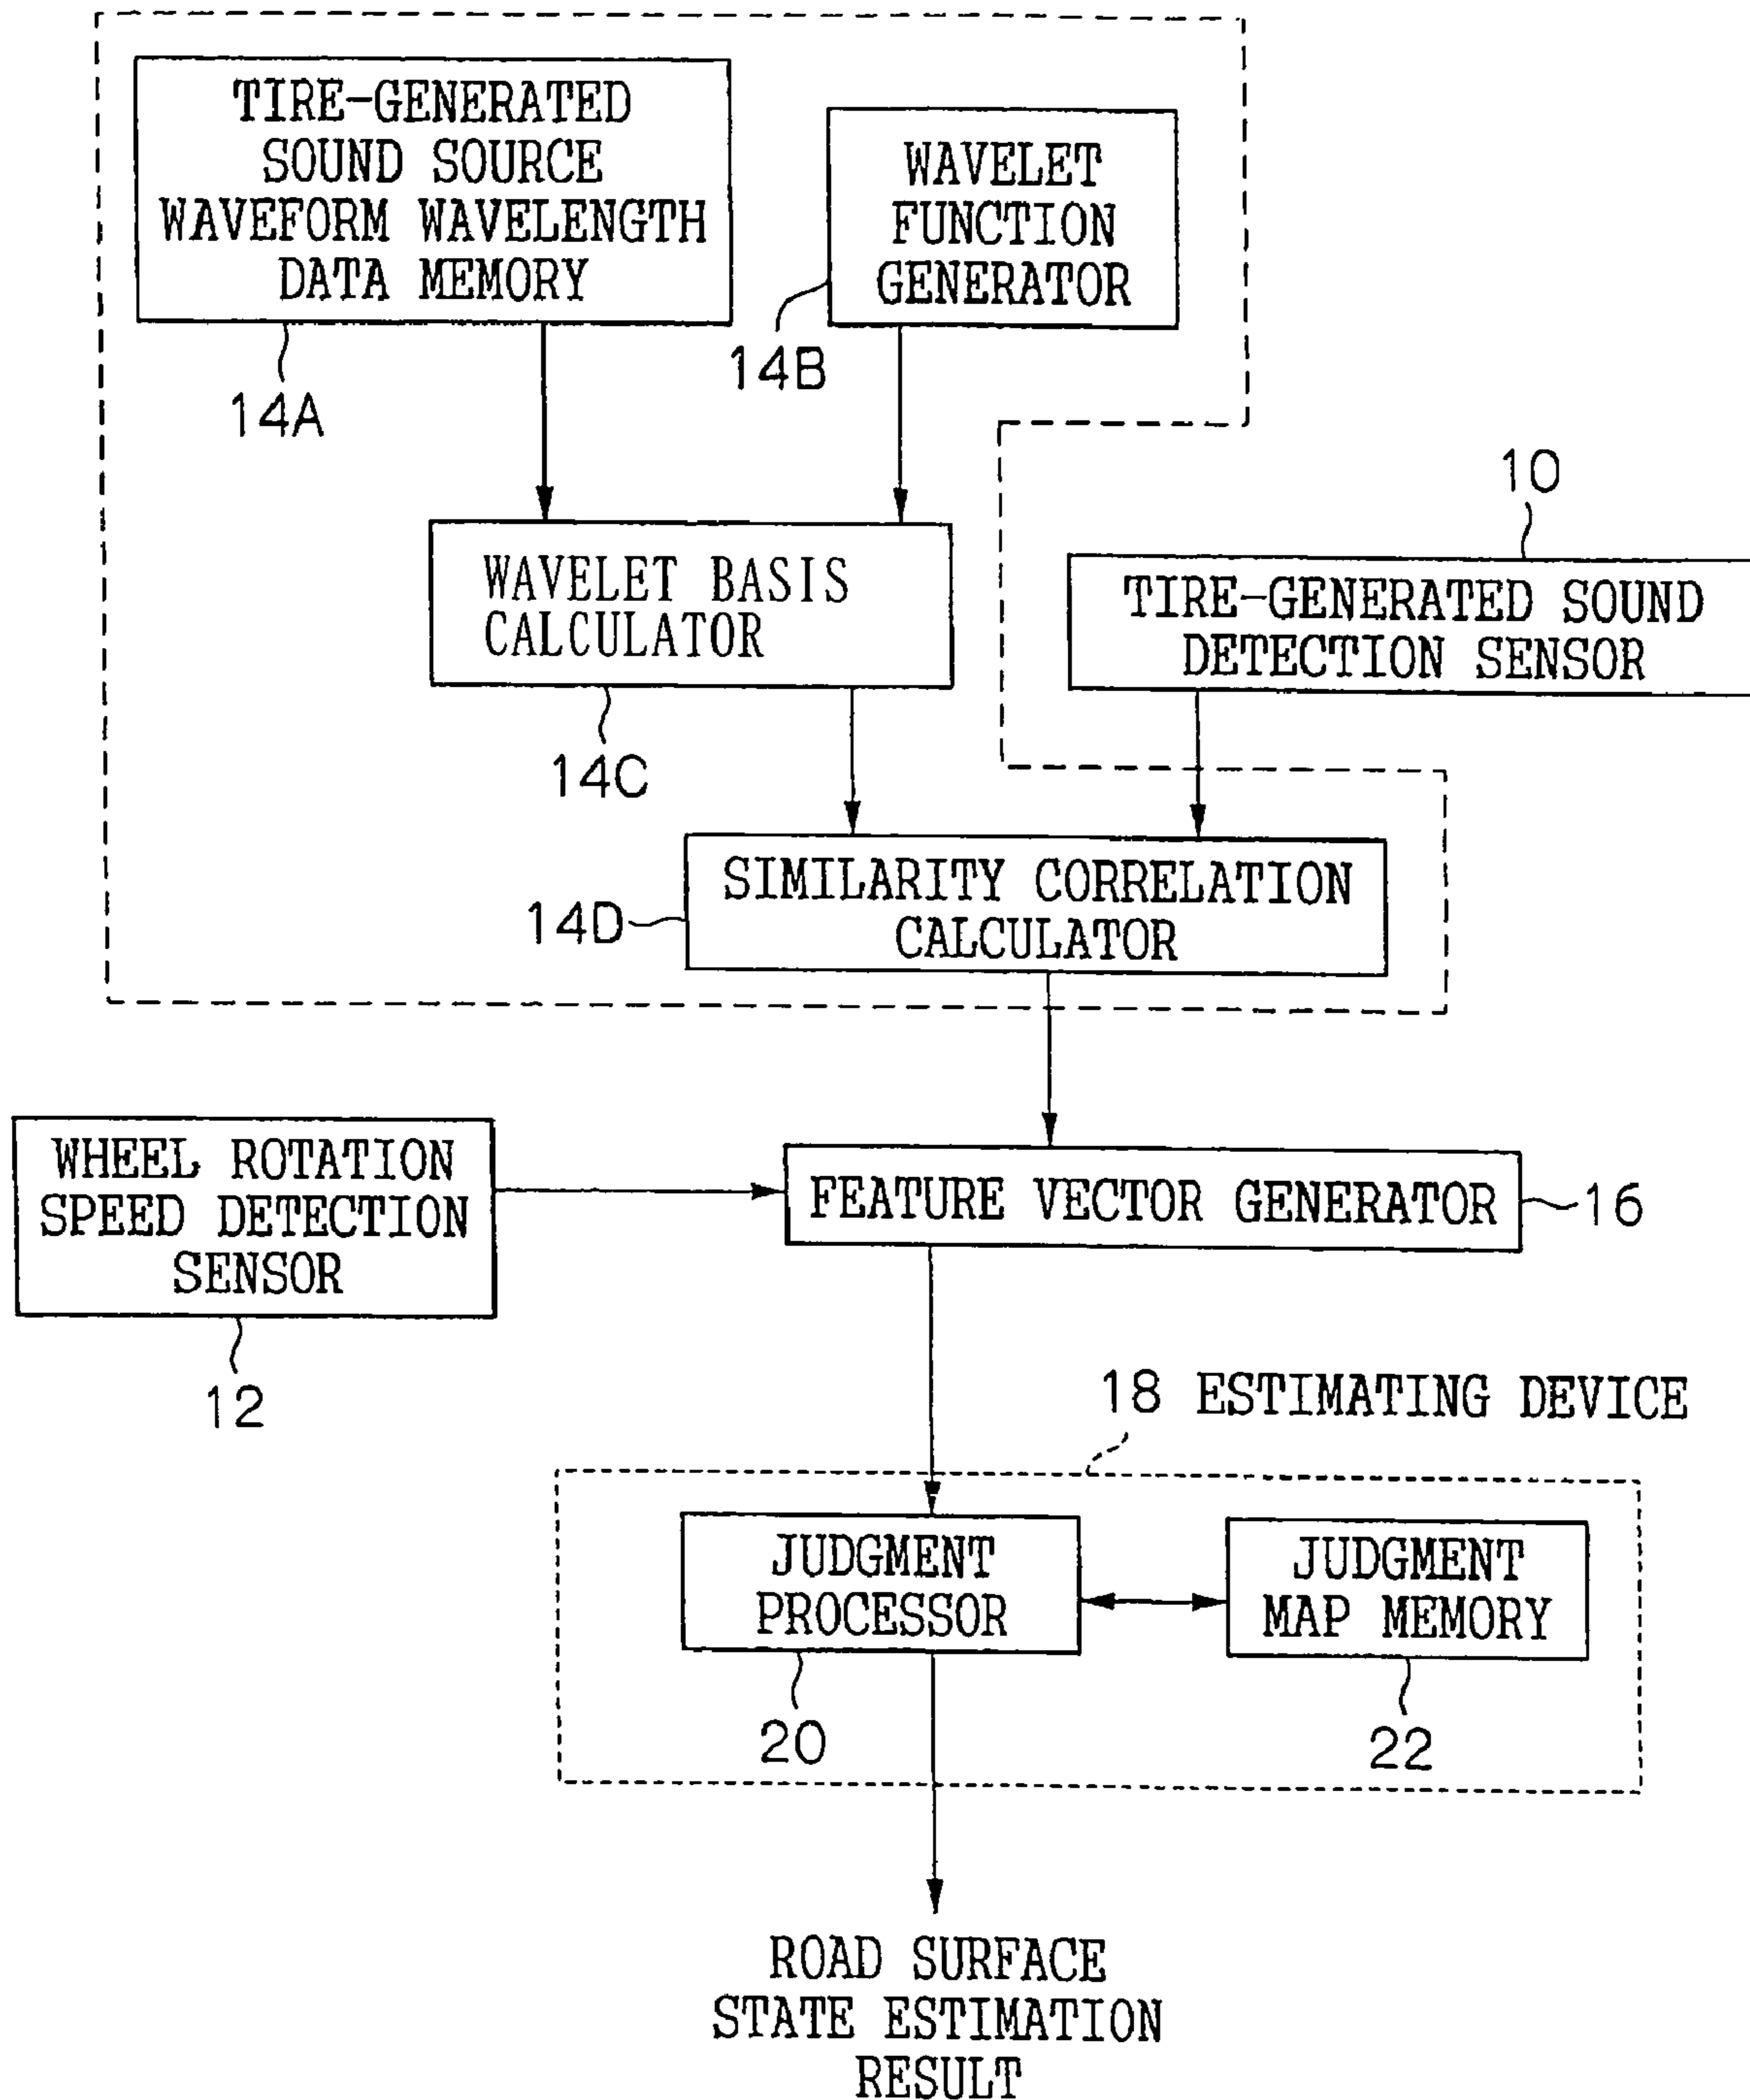 TIRE-GENERATED
SOUND SOURCE
WAVEFORM WAVELENGTH
DATA MEMORY
14A
WAVELET
FUNCTION
GENERATOR
14B
WAVELET BASIS
CALCULATOR
14C
10
TIRE-GENERATED SOUND
DETECTION SENSOR
SIMILARITY CORRELATION
CALCULATOR
14D
WHEEL ROTATION
SPEED DETECTION
SENSOR
12
FEATURE VECTOR GENERATOR
16
18 ESTIMATING DEVICE
JUDGMENT
PROCESSOR
20
JUDGMENT
MAP MEMORY
22
ROAD SURFACE
STATE ESTIMATION
RESULT